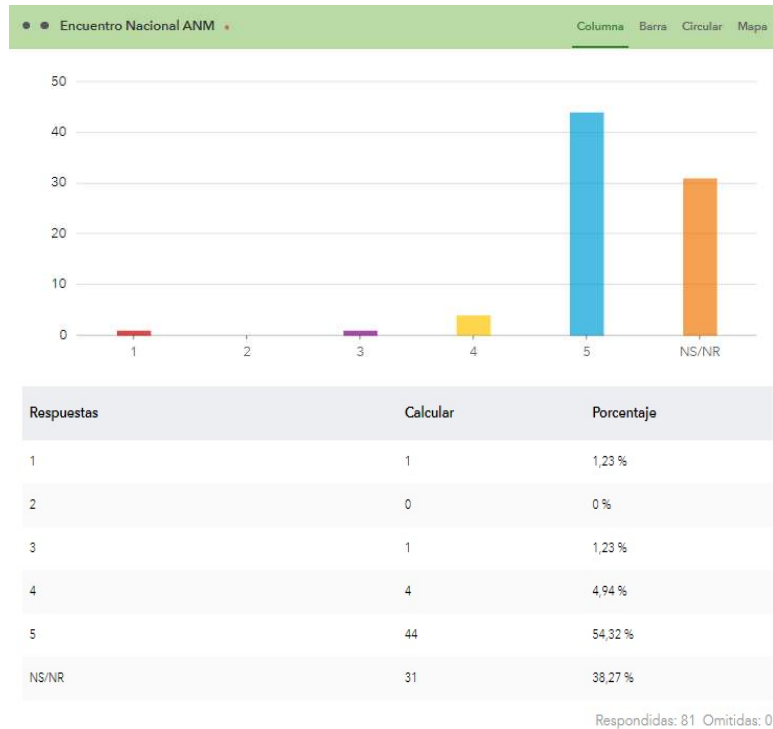 Encuentro Nacional ANM
Columna Barra Circular Mapa
50
40
30
20
10
0
1 2 3 4 5 NS/NR
Respuestas Calcular Porcentaje
1 1 1,23 %
2 0 0 %
3 1 1,23 %
4 4 4,94 %
5 44 54,32 %
NS/NR 31 38,27 %
Respondidas: 81 Omitidas: 0